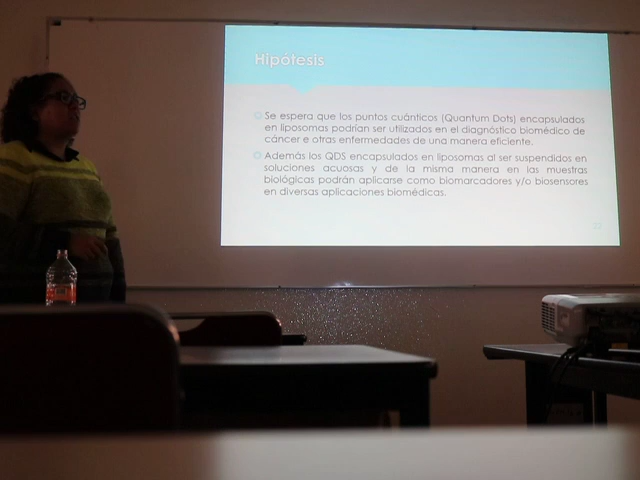 Hipótesis
Se espera que los puntos cuánticos (Quantum Dots) encapsulados
en liposomas podrían ser utilizados en el diagnóstico biomédico de
cáncer e otras enfermedades de una manera eficiente.
Además los QDS encapsulados en liposomas al ser suspendidos en
soluciones acuosas y de la misma manera en las muestras
biológicas podrán aplicarse como biomarcadores y/o biosensores
en diversas aplicaciones biomédicas.